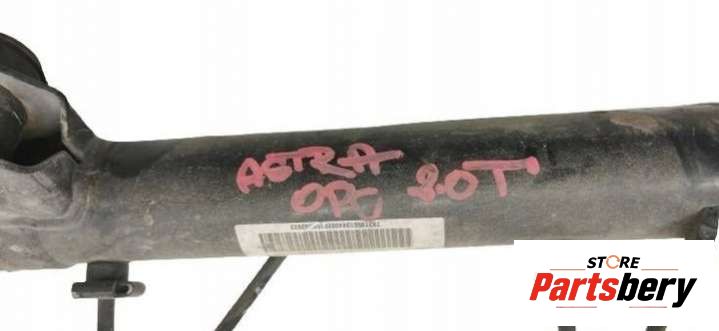 ASTRA
OPC 2.0T
STORE
Partsbery